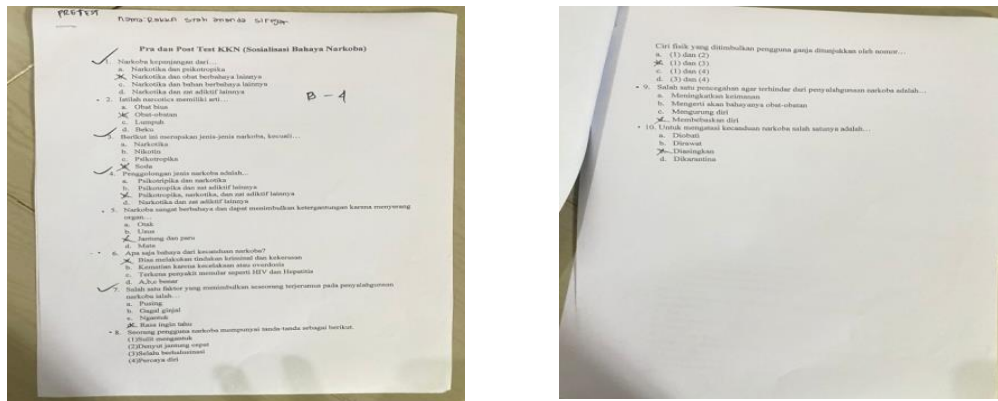 PRETEST
Nama: Rabiah Siti ananda siregar
Pra dan Post Test KKN (Sosialisasi Bahaya Narkoba)
1. Narkoba kepanjangan dari…
a. Narkotika dan psikotropika
b. Narkotika dan obat berbahaya lainnya
c. Narkotika dan bahan berbahaya lainnya
d. Narkotika dan zat adiktif lainnya
2. Istilah narcotics memiliki arti…
a. Obat bius
b. Obat-obatan
c. Lumpuh
d. Beku
B – 4
3. Berikut ini merupakan jenis-jenis narkoba, kecuali…
a. Narkotika
b. Nikotin
c. Psikotropika
d. Soda
4. Penggolongan jenis narkoba adalah…
a. Psikotripika dan narkotika
b. Psikotropika dan zat adiktif lainnya
c. Psikotropika, narkotika, dan zat adiktif lainnya
d. Narkotika dan zat adiktif lainnya
5. Narkoba sangat berbahaya dan dapat menimbulkan ketergantungan karena menyerang
organ…
a. Otak
b. Usus
c. Jantung dan paru
d. Mata
6. Apa saja bahaya dari kecanduan narkoba?
a. Bisa melakukan tindakan kriminal dan kekerasan
b. Kematian karena kecelakaan atau overdosis
c. Terkena penyakit menular seperti HIV dan Hepatitis
d. A,b,c benar
7. Salah satu faktor yang menimbulkan seseorang terjerumus pada penyalahgunaan
narkoba ialah…
a. Pusing
b. Gagal ginjal
c. Ngantuk
d. Rasa ingin tahu
8. Seorang pengguna narkoba mempunyai tanda-tanda sebagai berikut.
(1)Sulit mengantuk
(2)Denyut jantung cepat
(3)Selalu berhalusinasi
(4)Percaya diri
Ciri fisik yang ditimbulkan pengguna ganja ditunjukkan oleh nomor…
a. (1) dan (2)
b. (1) dan (3)
c. (1) dan (4)
d. (3) dan (4)
9. Salah satu pencegahan agar terhindar dari penyalahgunaan narkoba adalah…
a. Meningkatkan keimanan
b. Mengerti akan bahayanya obat-obatan
c. Mengurung diri
d. Membebaskan diri
10. Untuk mengatasi kecanduan narkoba salah satunya adalah…
a. Diobati
b. Dirawat
c. Diasingkan
d. Dikarantina